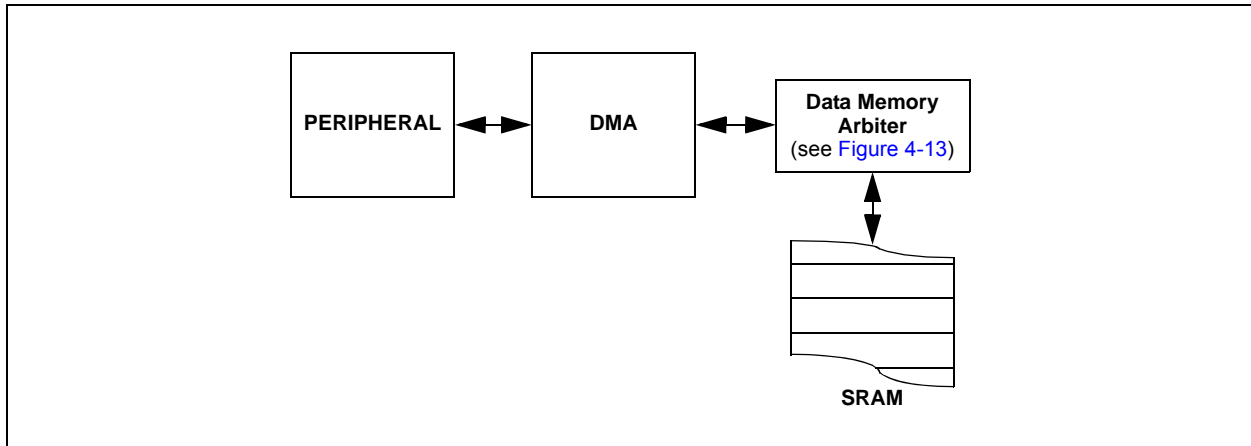 PERIPHERAL
DMA
Data Memory
Arbiter
(see Figure 4-13)
SRAM